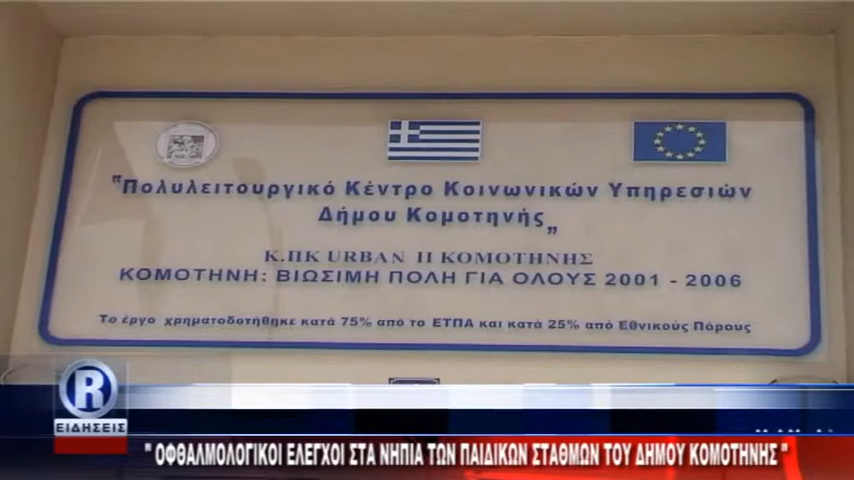 "Πολυλειτουργικό Κέντρο Κοινωνικών Υπηρεσιών
Δήμου Κομοτηνής„
Κ.ΠΚ URBAN II ΚΟΜΟΤΗΝΗΣ
ΚΟΜΟΤΗΝΗ: ΒΙΩΣΙΜΗ ΠΟΛΗ ΓΙΑ ΟΛΟΥΣ 2001 - 2006
Το έργο χρηματοδοτήθηκε κατά 75% από το ΕΤΠΑ και κατά 25% από Εθνικούς Πόρους
R
ΕΙΔΗΣΕΙΣ
" ΟΦΘΑΛΜΟΛΟΓΙΚΟΙ ΕΛΕΓΧΟΙ ΣΤΑ ΝΗΠΙΑ ΤΩΝ ΠΑΙΔΙΚΩΝ ΣΤΑΘΜΩΝ ΤΟΥ ΔΗΜΟΥ ΚΟΜΟΤΗΝΗΣ "